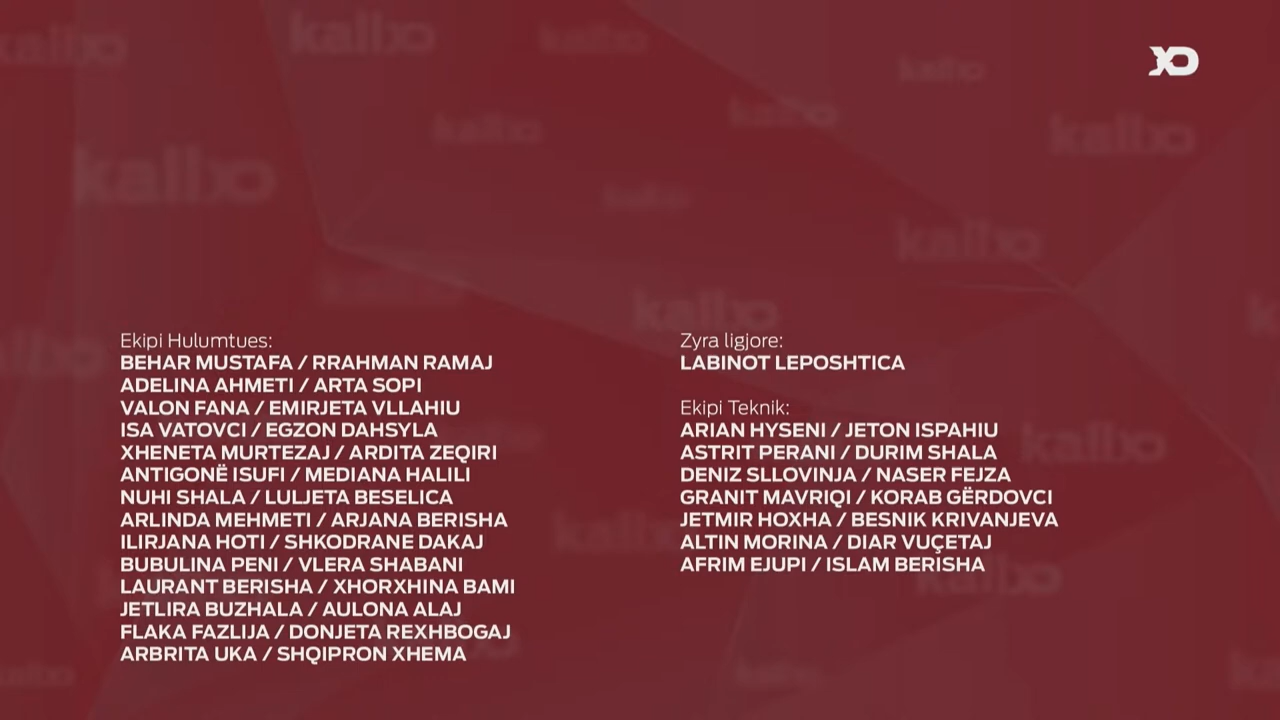 XO
Ekipi Hulumtues:
BEHAR MUSTAFA / RRAHMAN RAMAJ
ADELINA AHMETI / ARTA SOPI
VALON FANA / EMIRJETA VLLAHIU
ISA VATOVCI / EGZON DAHSYLA
XHENETA MURTEZAJ / ARDITA ZEQIRI
ANTIGONË ISUFI / MEDIANA HALILI
NUHI SHALA / LULJETA BESELICA
ARLINDA MEHMETI / ARJANA BERISHA
ILIRJANA HOTI / SHKODRANE DAKAJ
BUBULINA PENI / VLERA SHABANI
LAURANT BERISHA / XHORXHINA BAMI
JETLIRA BUZHALA / AULONA ALAJ
FLAKA FAZLIJA / DONJETA REXHBOGAJ
ARBRITA UKA / SHQIPRON XHEMA
Zyra ligjore:
LABINOT LEPOSHTICA
Ekipi Teknik:
ARIAN HYSENI / JETON ISPAHIU
ASTRIT PERANI / DURIM SHALA
DENIZ SLLOVINJA / NASER FEJZA
GRANIT MAVRIQI / KORAB GËRDOVCI
JETMIR HOXHA / BESNIK KRIVANJEVA
ALTIN MORINA / DIAR VUÇETAJ
AFRIM EJUPI / ISLAM BERISHA